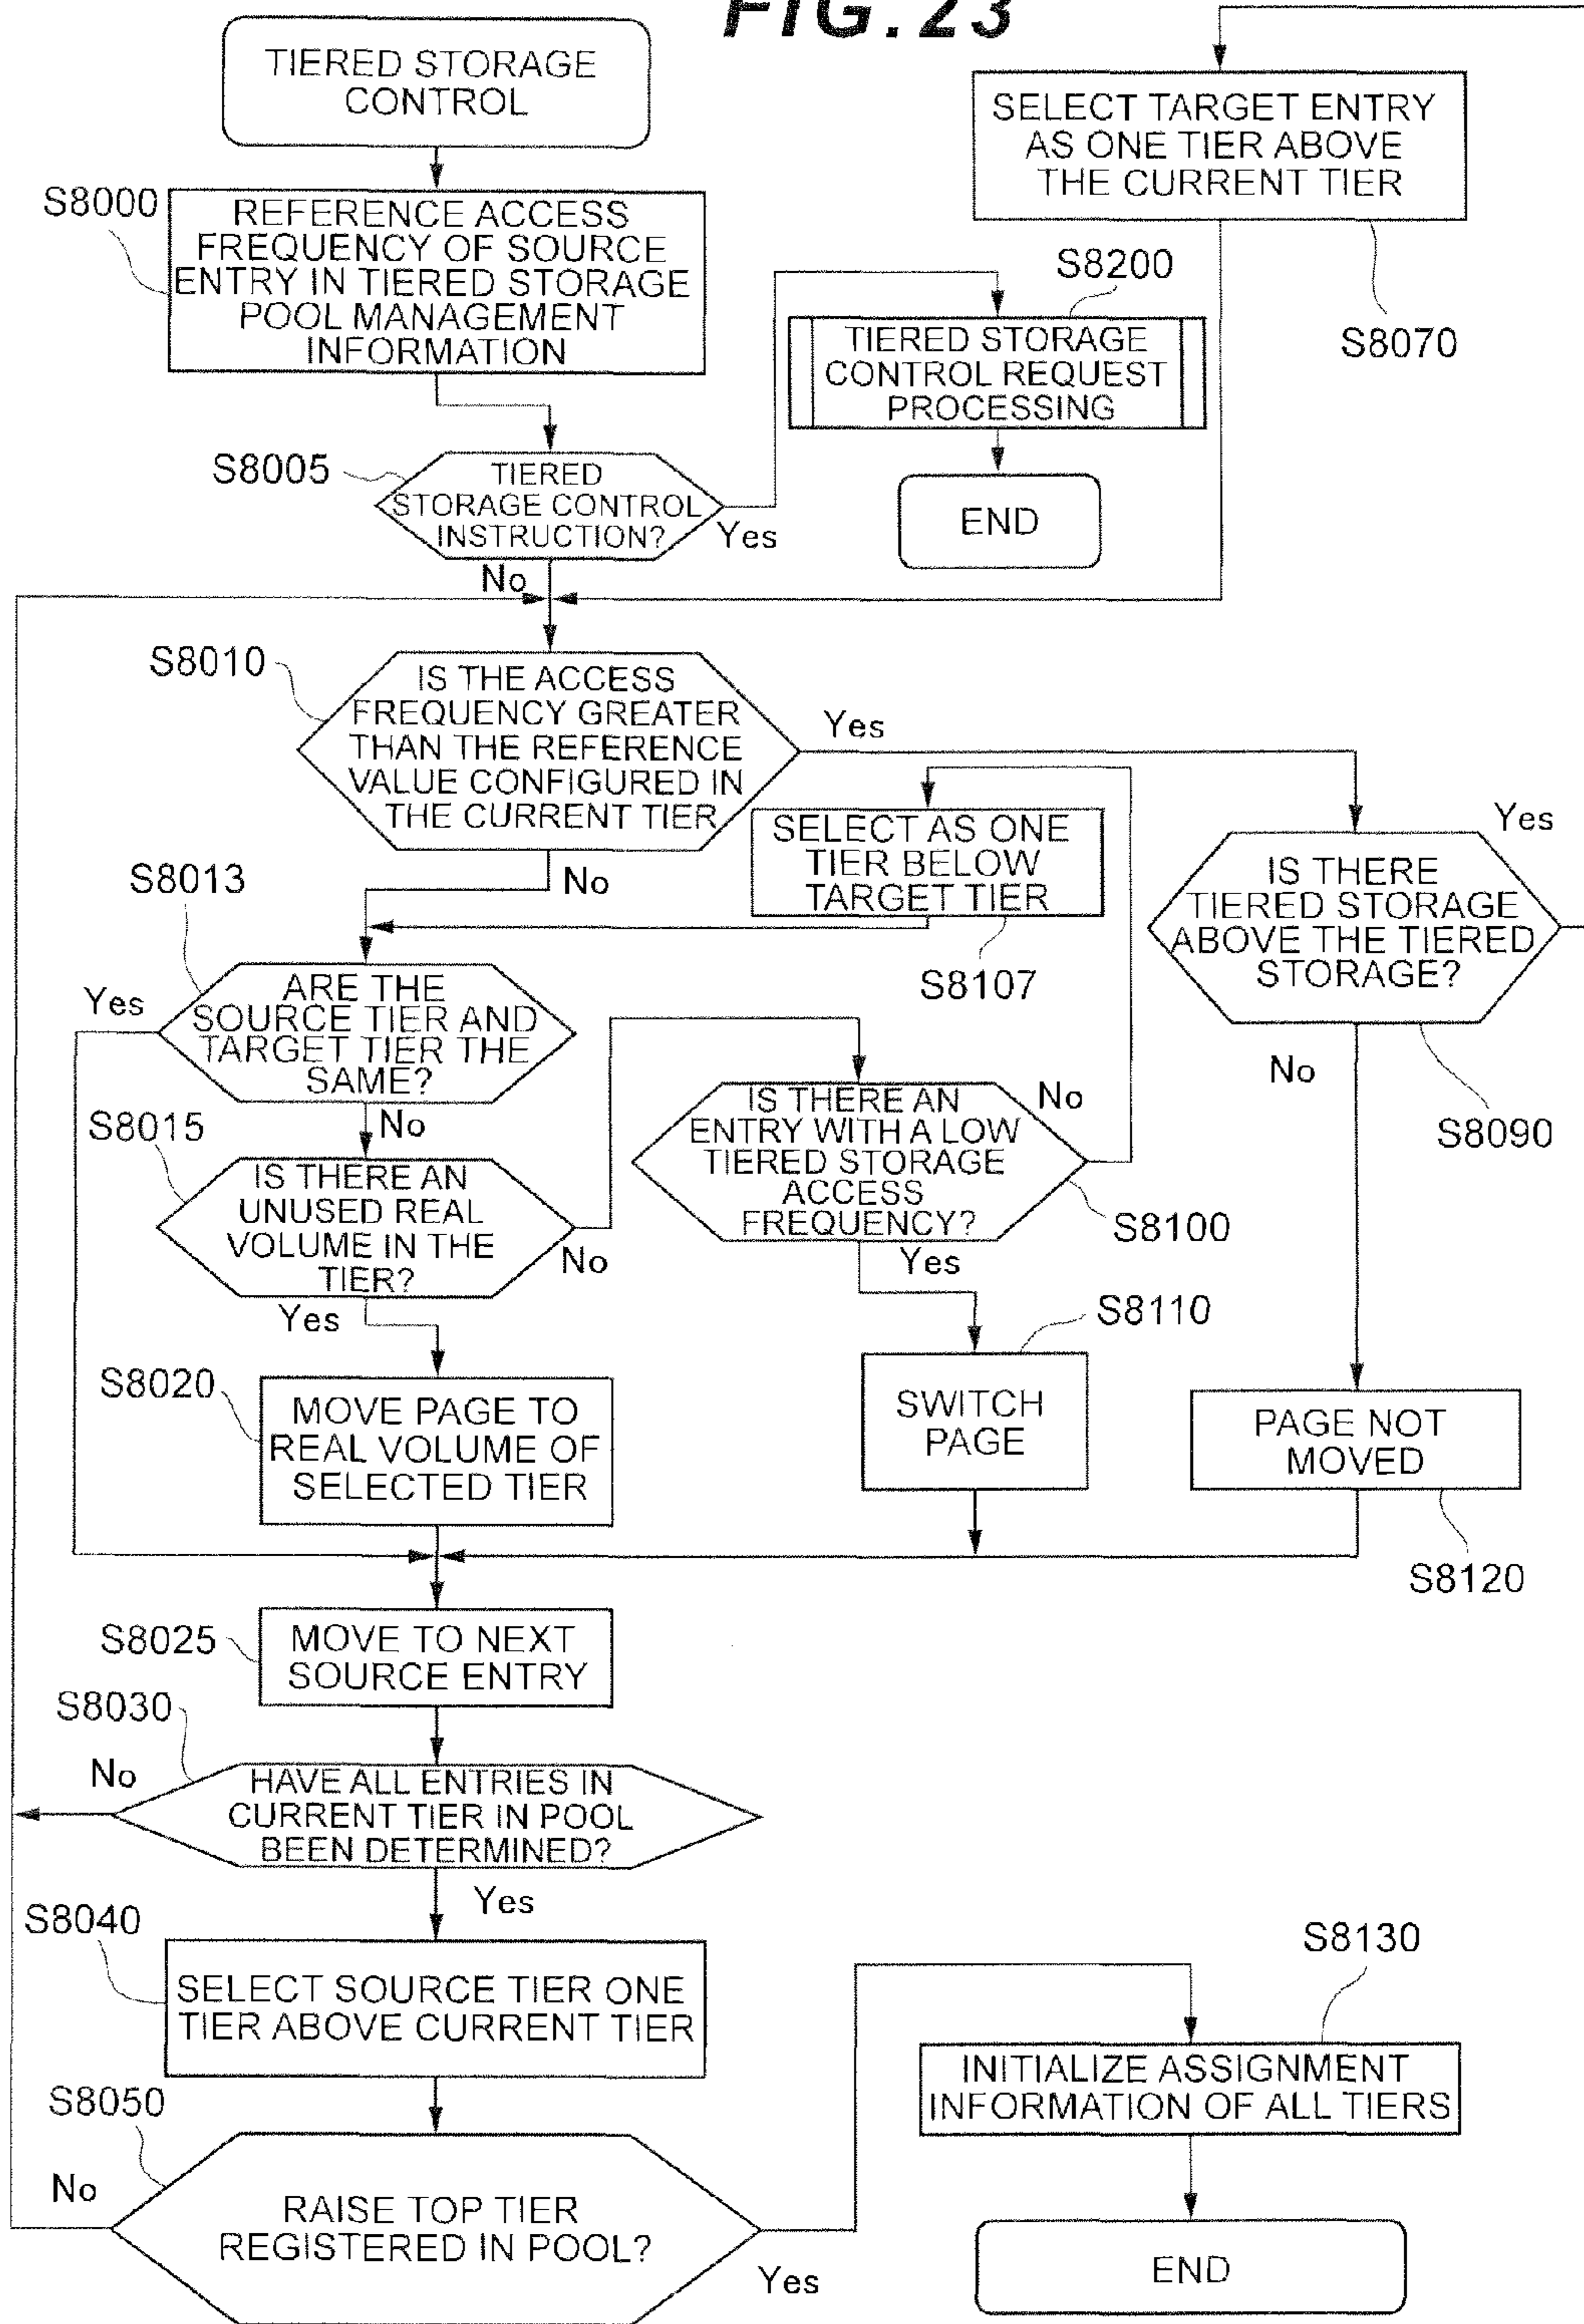 FIG.23
TIERED STORAGE
CONTROL
S8000
REFERENCE ACCESS
FREQUENCY OF SOURCE
ENTRY IN TIERED STORAGE
POOL MANAGEMENT
INFORMATION
SELECT TARGET ENTRY
AS ONE TIER ABOVE
THE CURRENT TIER
S8070
S8200
TIERED STORAGE
CONTROL REQUEST
PROCESSING
END
S8005
TIERED
STORAGE CONTROL
INSTRUCTION?
Yes
No
S8010
IS THE ACCESS
FREQUENCY GREATER
THAN THE REFERENCE
VALUE CONFIGURED IN
THE CURRENT TIER
Yes
No
SELECT AS ONE
TIER BELOW
TARGET TIER
S8107
Yes
IS THERE
TIERED STORAGE
ABOVE THE TIERED
STORAGE?
No
S8090
S8013
Yes
ARE THE
SOURCE TIER AND
TARGET TIER THE
SAME?
No
S8015
IS THERE AN
UNUSED REAL
VOLUME IN THE
TIER?
No
Yes
IS THERE AN
ENTRY WITH A LOW
TIERED STORAGE
ACCESS
FREQUENCY?
No
S8100
Yes
S8110
S8020
MOVE PAGE TO
REAL VOLUME OF
SELECTED TIER
SWITCH
PAGE
PAGE NOT
MOVED
S8120
S8025
MOVE TO NEXT
SOURCE ENTRY
S8030
No
HAVE ALL ENTRIES IN
CURRENT TIER IN POOL
BEEN DETERMINED?
Yes
S8040
SELECT SOURCE TIER ONE
TIER ABOVE CURRENT TIER
S8130
INITIALIZE ASSIGNMENT
INFORMATION OF ALL TIERS
S8050
No
RAISE TOP TIER
REGISTERED IN POOL?
Yes
END